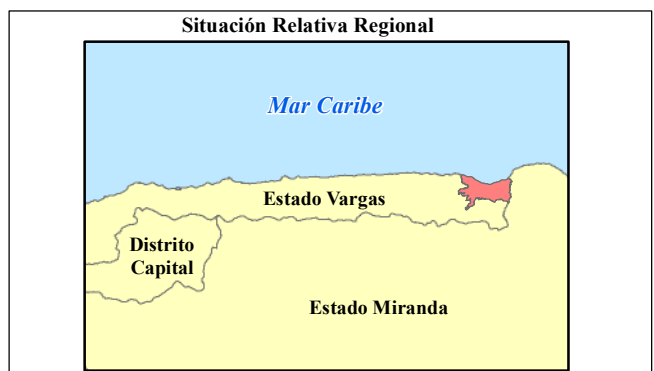 Situación Relativa Regional
Mar Caribe
Estado Vargas
Distrito
Capital
Estado Miranda